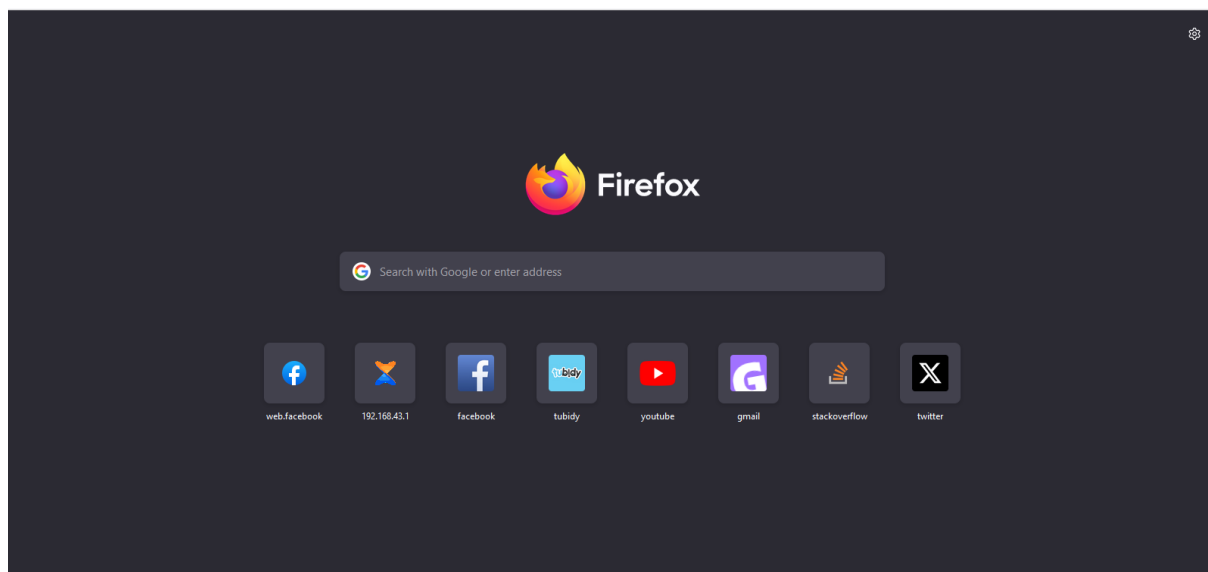 Firefox
Search with Google or enter address
tubidy
web.facebook
192.168.43.1
facebook
tubidy
youtube
gmail
stackoverflow
twitter